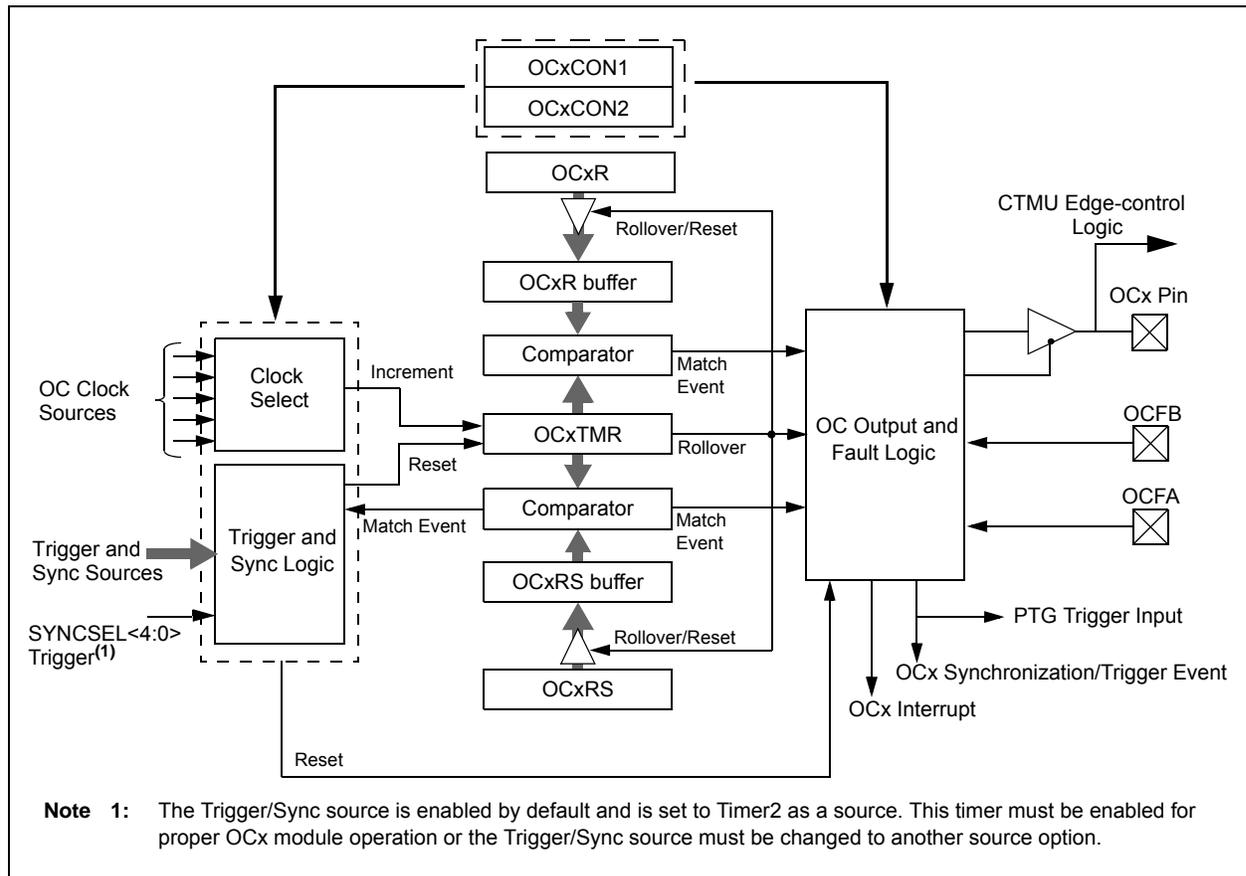 OCxCON1
OCxCON2
OCxR
Rollover/Reset
CTMU Edge-control
Logic
OCxR buffer
OCx Pin
OC Clock
Sources
Clock
Select
Increment
Comparator
Match
Event
OCxTMR
Rollover
Reset
OC Output and
Fault Logic
OCFB
Trigger and
Sync Sources
Trigger and
Sync Logic
Match Event
Comparator
Match
Event
OCFA
OCxRS buffer
SYNCSEL<4:0>
Trigger(1)
Rollover/Reset
PTG Trigger Input
OCxRS
OCx Synchronization/Trigger Event
OCx Interrupt
Reset
Note 1: The Trigger/Sync source is enabled by default and is set to Timer2 as a source. This timer must be enabled for
proper OCx module operation or the Trigger/Sync source must be changed to another source option.